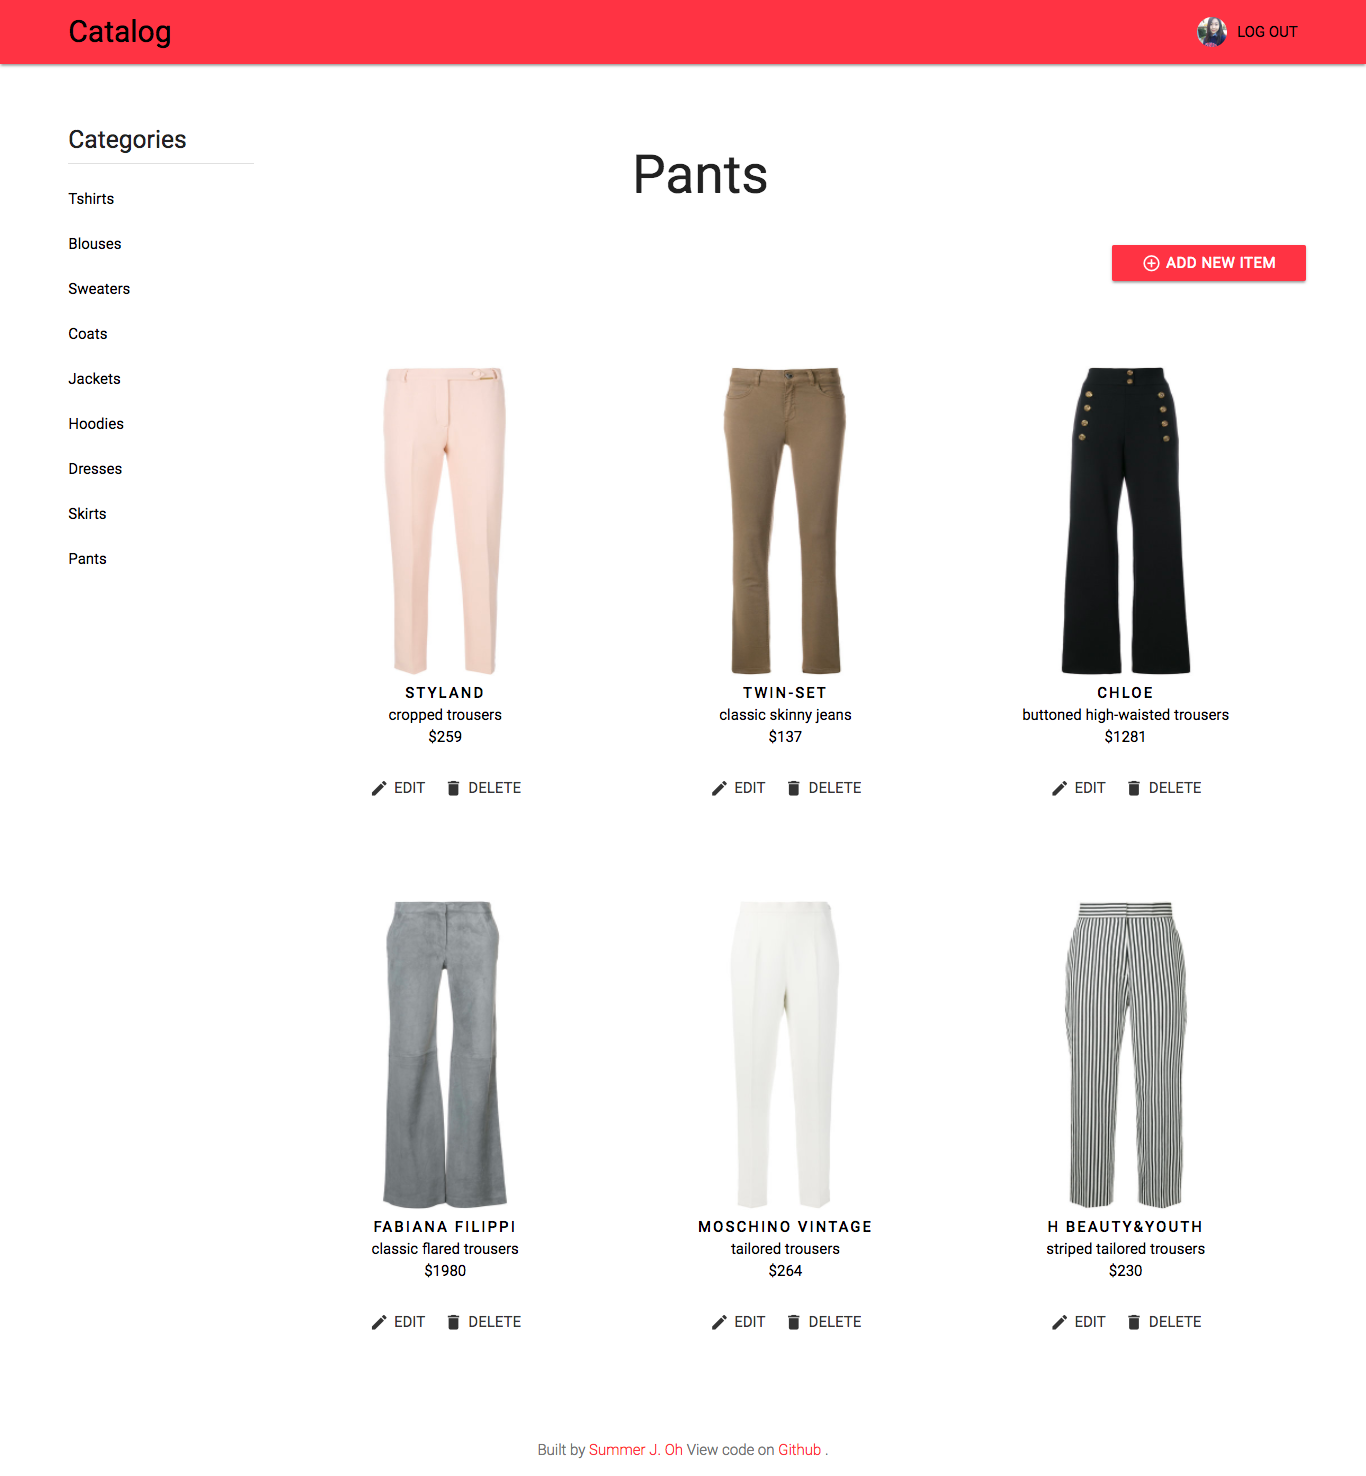 Catalog
LOG OUT
Categories
Tshirts
Blouses
Sweaters
Coats
Jackets
Hoodies
Dresses
Skirts
Pants
Pants
ADD NEW ITEM
STYLAND
cropped trousers
$259
EDIT DELETE
TWIN-SET
classic skinny jeans
$137
EDIT DELETE
CHLOE
buttoned high-waisted trousers
$1281
EDIT DELETE
FABIANA FILIPPI
classic flared trousers
$1980
EDIT DELETE
MOSCHINO VINTAGE
tailored trousers
$264
EDIT DELETE
H BEAUTY&YOUTH
striped tailored trousers
$230
EDIT DELETE
Built by Summer J. Oh View code on Github .